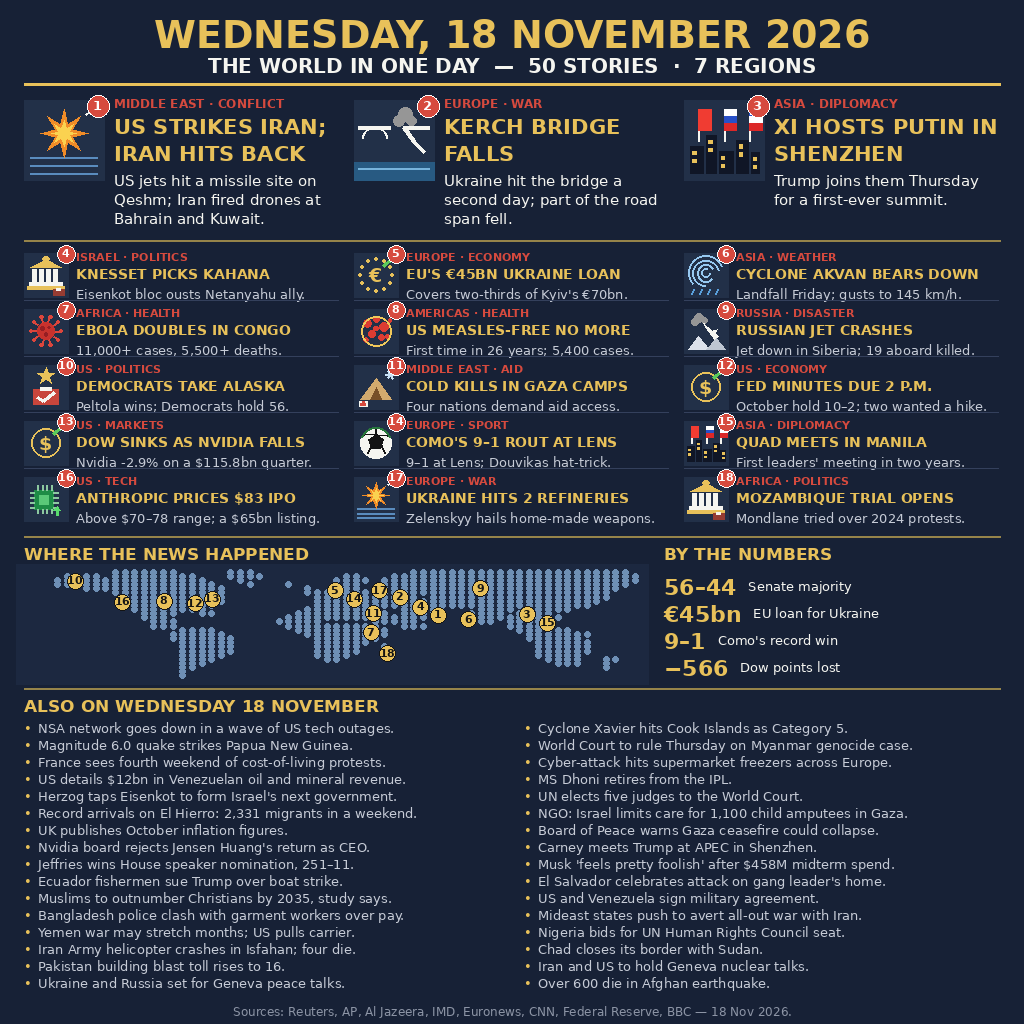 WEDNESDAY, 18 NOVEMBER 2026
THE WORLD IN ONE DAY — 50 STORIES · 7 REGIONS
1
MIDDLE EAST · CONFLICT
US STRIKES IRAN;
IRAN HITS BACK
US jets hit a missile site on
Qeshm; Iran fired drones at
Bahrain and Kuwait.
2
EUROPE · WAR
KERCH BRIDGE
FALLS
Ukraine hit the bridge a
second day; part of the road
span fell.
3
ASIA · DIPLOMACY
XI HOSTS PUTIN IN
SHENZHEN
Trump joins them Thursday
for a first-ever summit.
4
ISRAEL · POLITICS
KNESSET PICKS KAHANA
Eisenkot bloc ousts Netanyahu ally.
5
EUROPE · ECONOMY
EU'S €45BN UKRAINE LOAN
Covers two-thirds of Kyiv's €70bn.
€
6
ASIA · WEATHER
CYCLONE AKVAN BEARS DOWN
Landfall Friday; gusts to 145 km/h.
7
AFRICA · HEALTH
EBOLA DOUBLES IN CONGO
11,000+ cases, 5,500+ deaths.
8
AMERICAS · HEALTH
US MEASLES-FREE NO MORE
First time in 26 years; 5,400 cases.
9
RUSSIA · DISASTER
RUSSIAN JET CRASHES
Jet down in Siberia; 19 aboard killed.
10
US · POLITICS
DEMOCRATS TAKE ALASKA
Peltola wins; Democrats hold 56.
11
MIDDLE EAST · AID
COLD KILLS IN GAZA CAMPS
Four nations demand aid access.
12
US · ECONOMY
FED MINUTES DUE 2 P.M.
October hold 10–2; two wanted a hike.
$
13
US · MARKETS
DOW SINKS AS NVIDIA FALLS
Nvidia -2.9% on a $115.8bn quarter.
$
14
EUROPE · SPORT
COMO'S 9–1 ROUT AT LENS
9–1 at Lens; Douvikas hat-trick.
15
ASIA · DIPLOMACY
QUAD MEETS IN MANILA
First leaders' meeting in two years.
16
US · TECH
ANTHROPIC PRICES $83 IPO
Above $70–78 range; a $65bn listing.
17
EUROPE · WAR
UKRAINE HITS 2 REFINERIES
Zelenskyy hails home-made weapons.
18
AFRICA · POLITICS
MOZAMBIQUE TRIAL OPENS
Mondlane tried over 2024 protests.
WHERE THE NEWS HAPPENED
10
16
8
12
13
5
14
17
2
11
4
1
7
18
6
9
3
15
BY THE NUMBERS
56–44 Senate majority
€45bn EU loan for Ukraine
9–1 Como's record win
−566 Dow points lost
ALSO ON WEDNESDAY 18 NOVEMBER
• NSA network goes down in a wave of US tech outages.
• Magnitude 6.0 quake strikes Papua New Guinea.
• France sees fourth weekend of cost-of-living protests.
• US details $12bn in Venezuelan oil and mineral revenue.
• Herzog taps Eisenkot to form Israel's next government.
• Record arrivals on El Hierro: 2,331 migrants in a weekend.
• UK publishes October inflation figures.
• Nvidia board rejects Jensen Huang's return as CEO.
• Jeffries wins House speaker nomination, 251–11.
• Ecuador fishermen sue Trump over boat strike.
• Muslims to outnumber Christians by 2035, study says.
• Bangladesh police clash with garment workers over pay.
• Yemen war may stretch months; US pulls carrier.
• Iran Army helicopter crashes in Isfahan; four die.
• Pakistan building blast toll rises to 16.
• Ukraine and Russia set for Geneva peace talks.
• Cyclone Xavier hits Cook Islands as Category 5.
• World Court to rule Thursday on Myanmar genocide case.
• Cyber-attack hits supermarket freezers across Europe.
• MS Dhoni retires from the IPL.
• UN elects five judges to the World Court.
• NGO: Israel limits care for 1,100 child amputees in Gaza.
• Board of Peace warns Gaza ceasefire could collapse.
• Carney meets Trump at APEC in Shenzhen.
• Musk 'feels pretty foolish' after $458M midterm spend.
• El Salvador celebrates attack on gang leader's home.
• US and Venezuela sign military agreement.
• Mideast states push to avert all-out war with Iran.
• Nigeria bids for UN Human Rights Council seat.
• Chad closes its border with Sudan.
• Iran and US to hold Geneva nuclear talks.
• Over 600 die in Afghan earthquake.
Sources: Reuters, AP, Al Jazeera, IMD, Euronews, CNN, Federal Reserve, BBC — 18 Nov 2026.